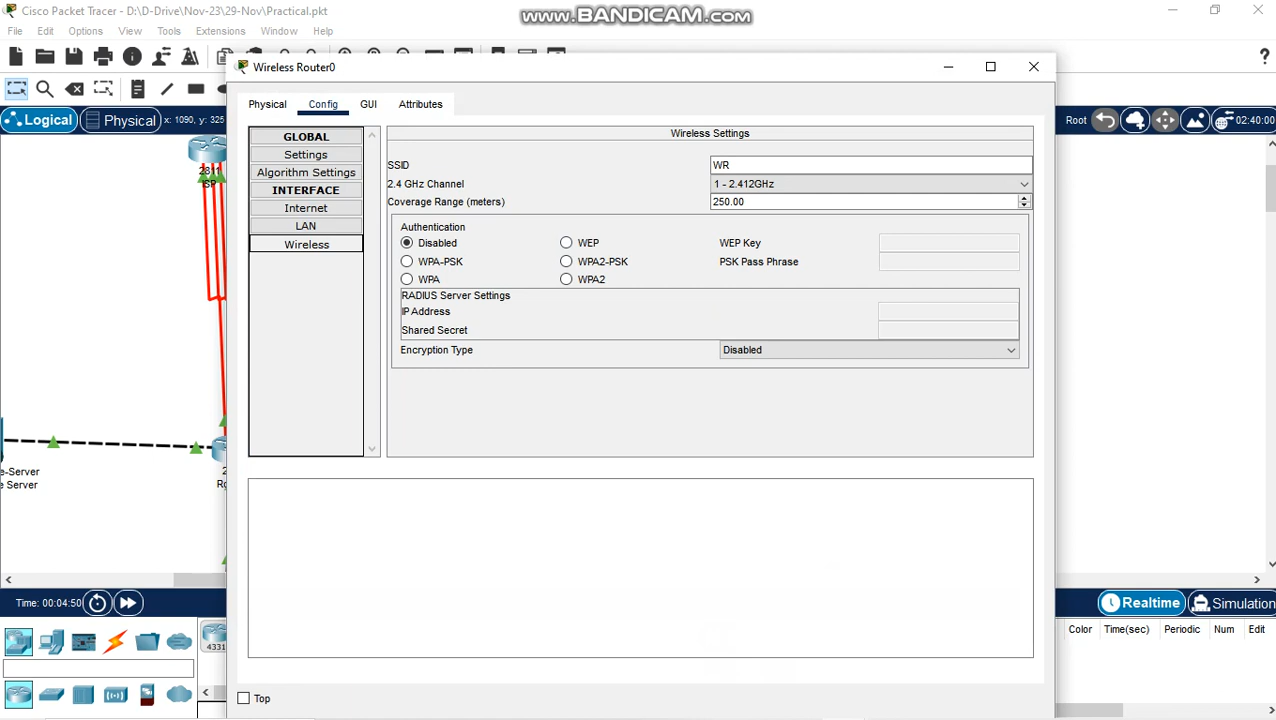 Cisco Packet Tracer - D:\D-Drive\Nov-23\29-Nov\Practical.pkt
www.BANDICAM.com
File Edit Options View Tools Extensions Window Help
Wireless Router0
Physical Config GUI Attributes
Logical Physical x: 1090, y: 325 Root 02:40:00
GLOBAL
Settings
Algorithm Settings
INTERFACE
Internet
LAN
Wireless
Wireless Settings
SSID WR
2.4 GHz Channel 1 - 2.412GHz
Coverage Range (meters) 250.00
Authentication
Disabled WEP WEP Key
WPA-PSK WPA2-PSK PSK Pass Phrase
WPA WPA2
RADIUS Server Settings
IP Address
Shared Secret
Encryption Type Disabled
2811
ISP
e-Server
e Server
Time: 00:04:50
Realtime Simulation
4331
Color Time(sec) Periodic Num Edit
Top